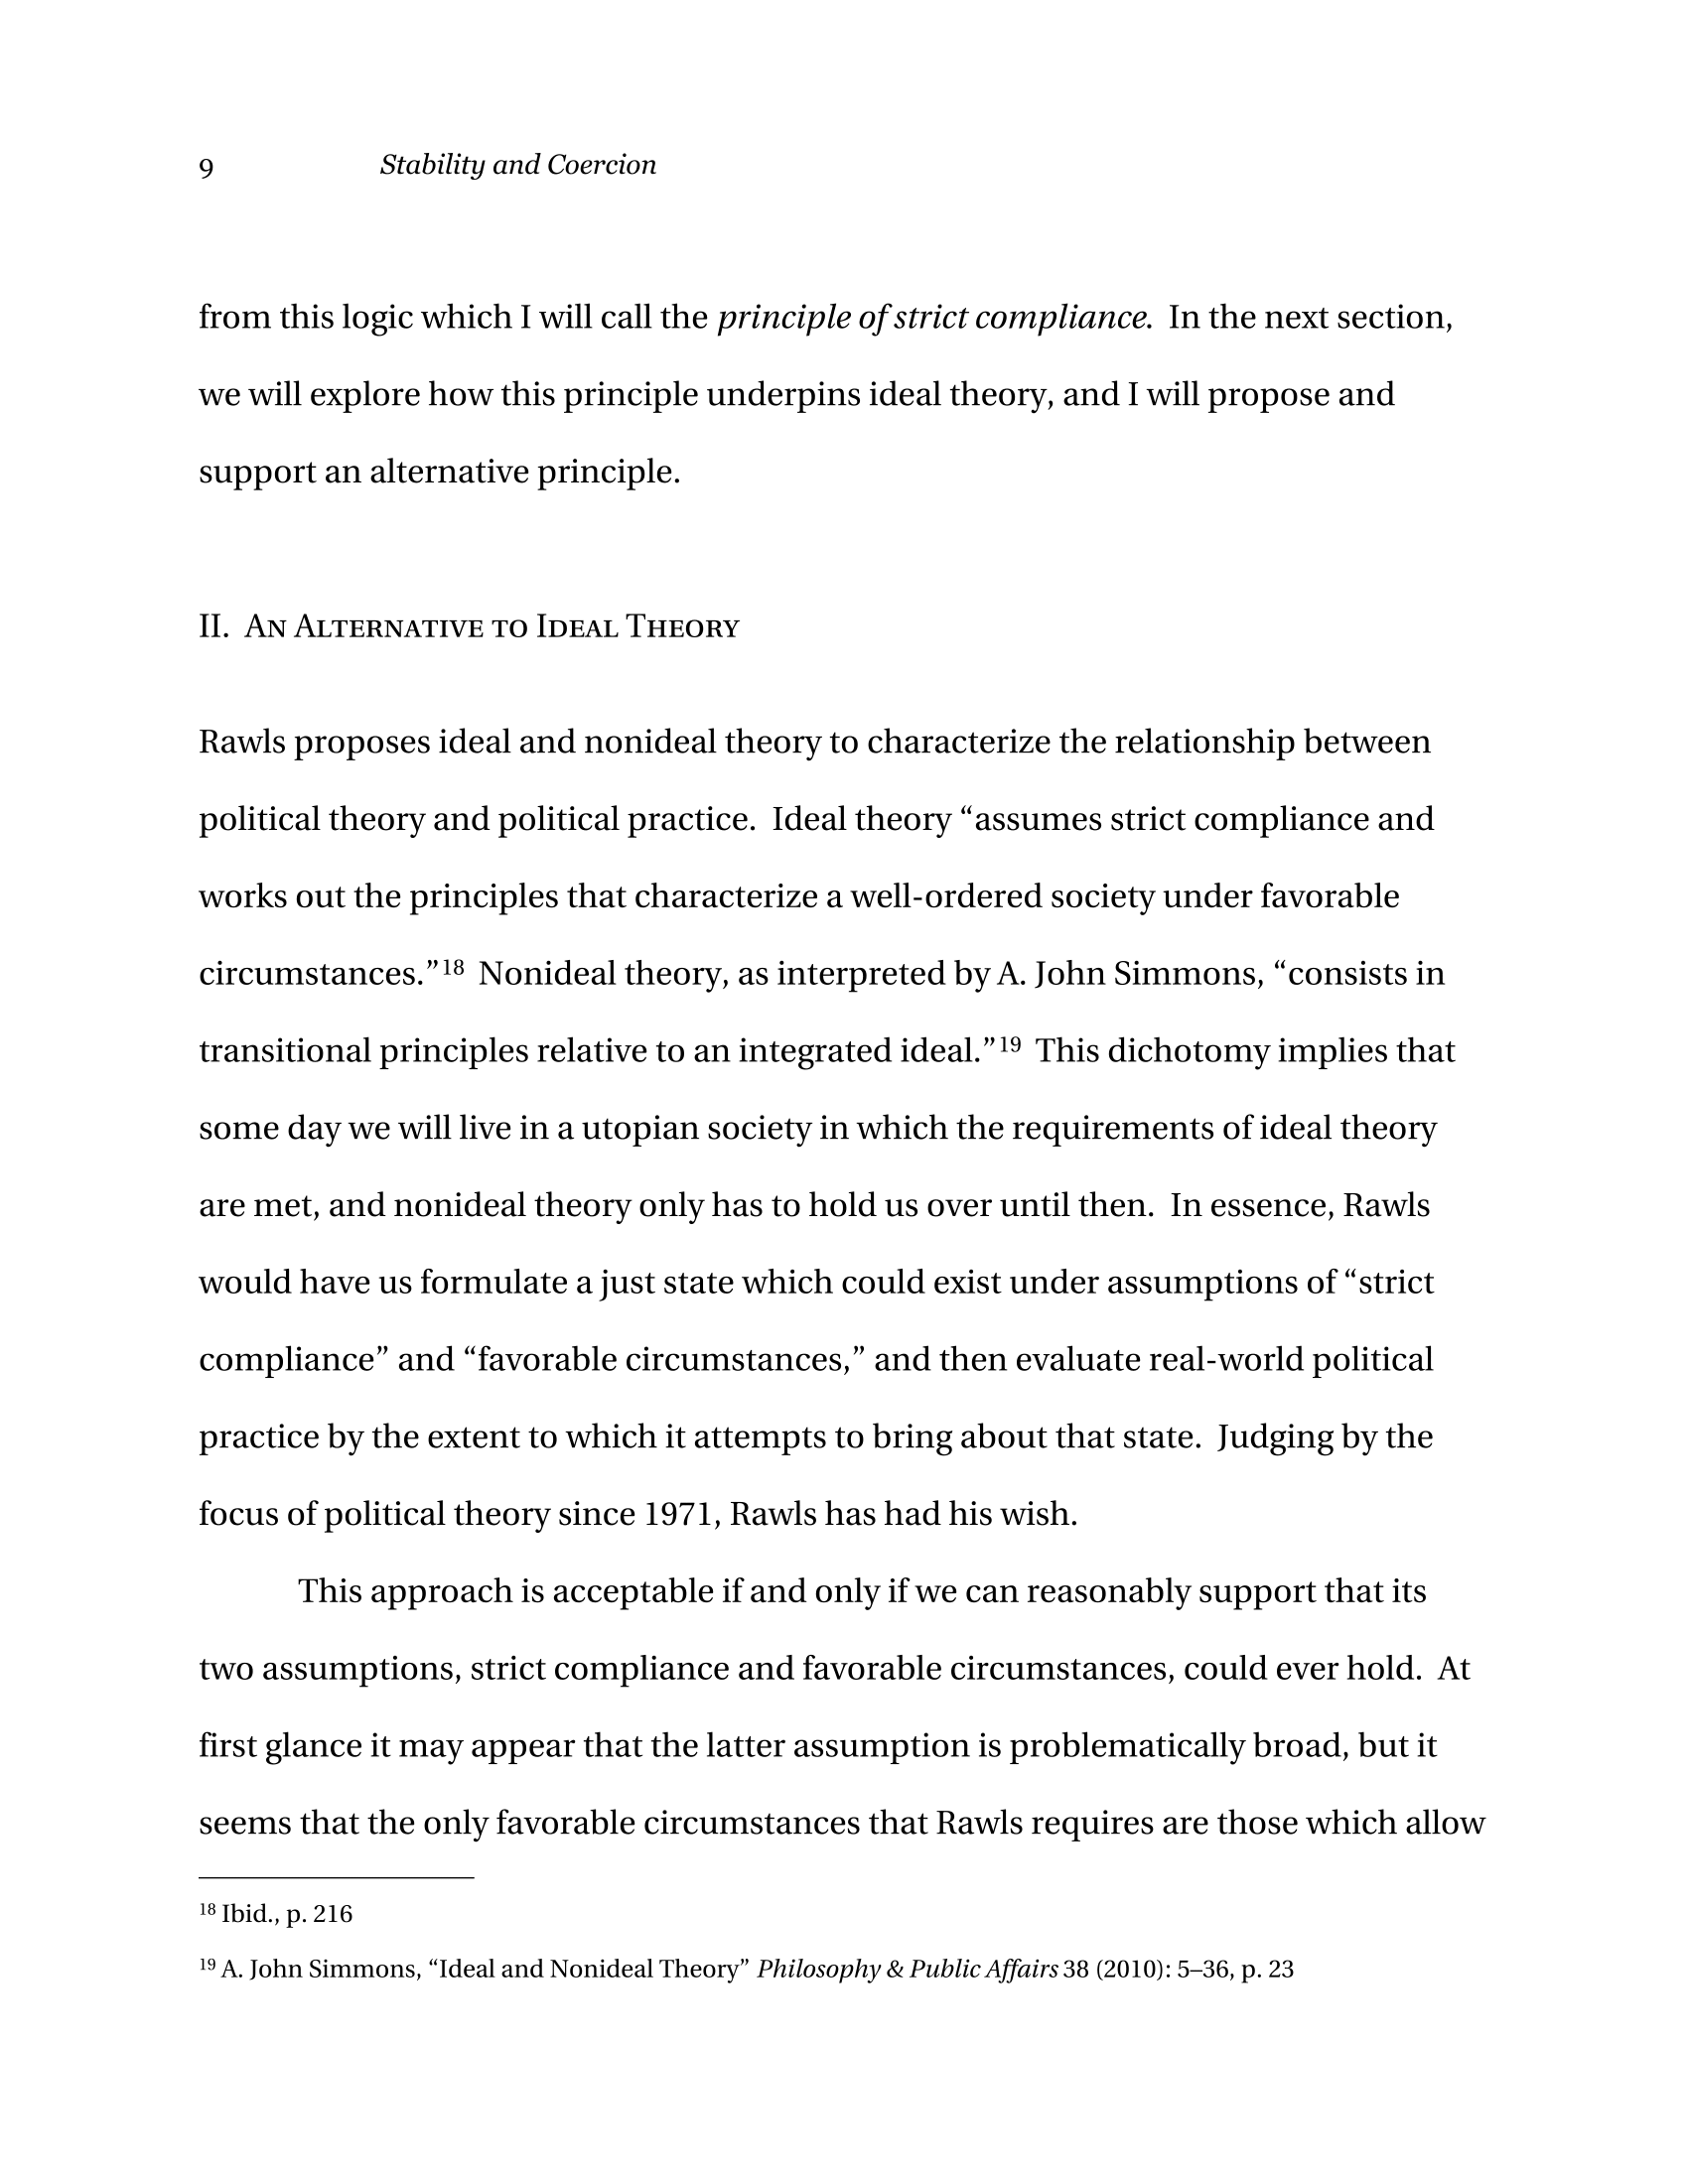 9 Stability and Coercion
from this logic which I will call the principle of strict compliance.  In the next section,
we will explore how this principle underpins ideal theory, and I will propose and
support an alternative principle.
II.  An Alternative to Ideal Theory
Rawls proposes ideal and nonideal theory to characterize the relationship between
political theory and political practice.  Ideal theory “assumes strict compliance and
works out the principles that characterize a well-ordered society under favorable
circumstances.”18  Nonideal theory, as interpreted by A. John Simmons, “consists in
transitional principles relative to an integrated ideal.”19  This dichotomy implies that
some day we will live in a utopian society in which the requirements of ideal theory
are met, and nonideal theory only has to hold us over until then.  In essence, Rawls
would have us formulate a just state which could exist under assumptions of “strict
compliance” and “favorable circumstances,” and then evaluate real-world political
practice by the extent to which it attempts to bring about that state.  Judging by the
focus of political theory since 1971, Rawls has had his wish.
This approach is acceptable if and only if we can reasonably support that its
two assumptions, strict compliance and favorable circumstances, could ever hold.  At
first glance it may appear that the latter assumption is problematically broad, but it
seems that the only favorable circumstances that Rawls requires are those which allow
18 Ibid., p. 216
19 A. John Simmons, “Ideal and Nonideal Theory” Philosophy & Public Affairs 38 (2010): 5–36, p. 23